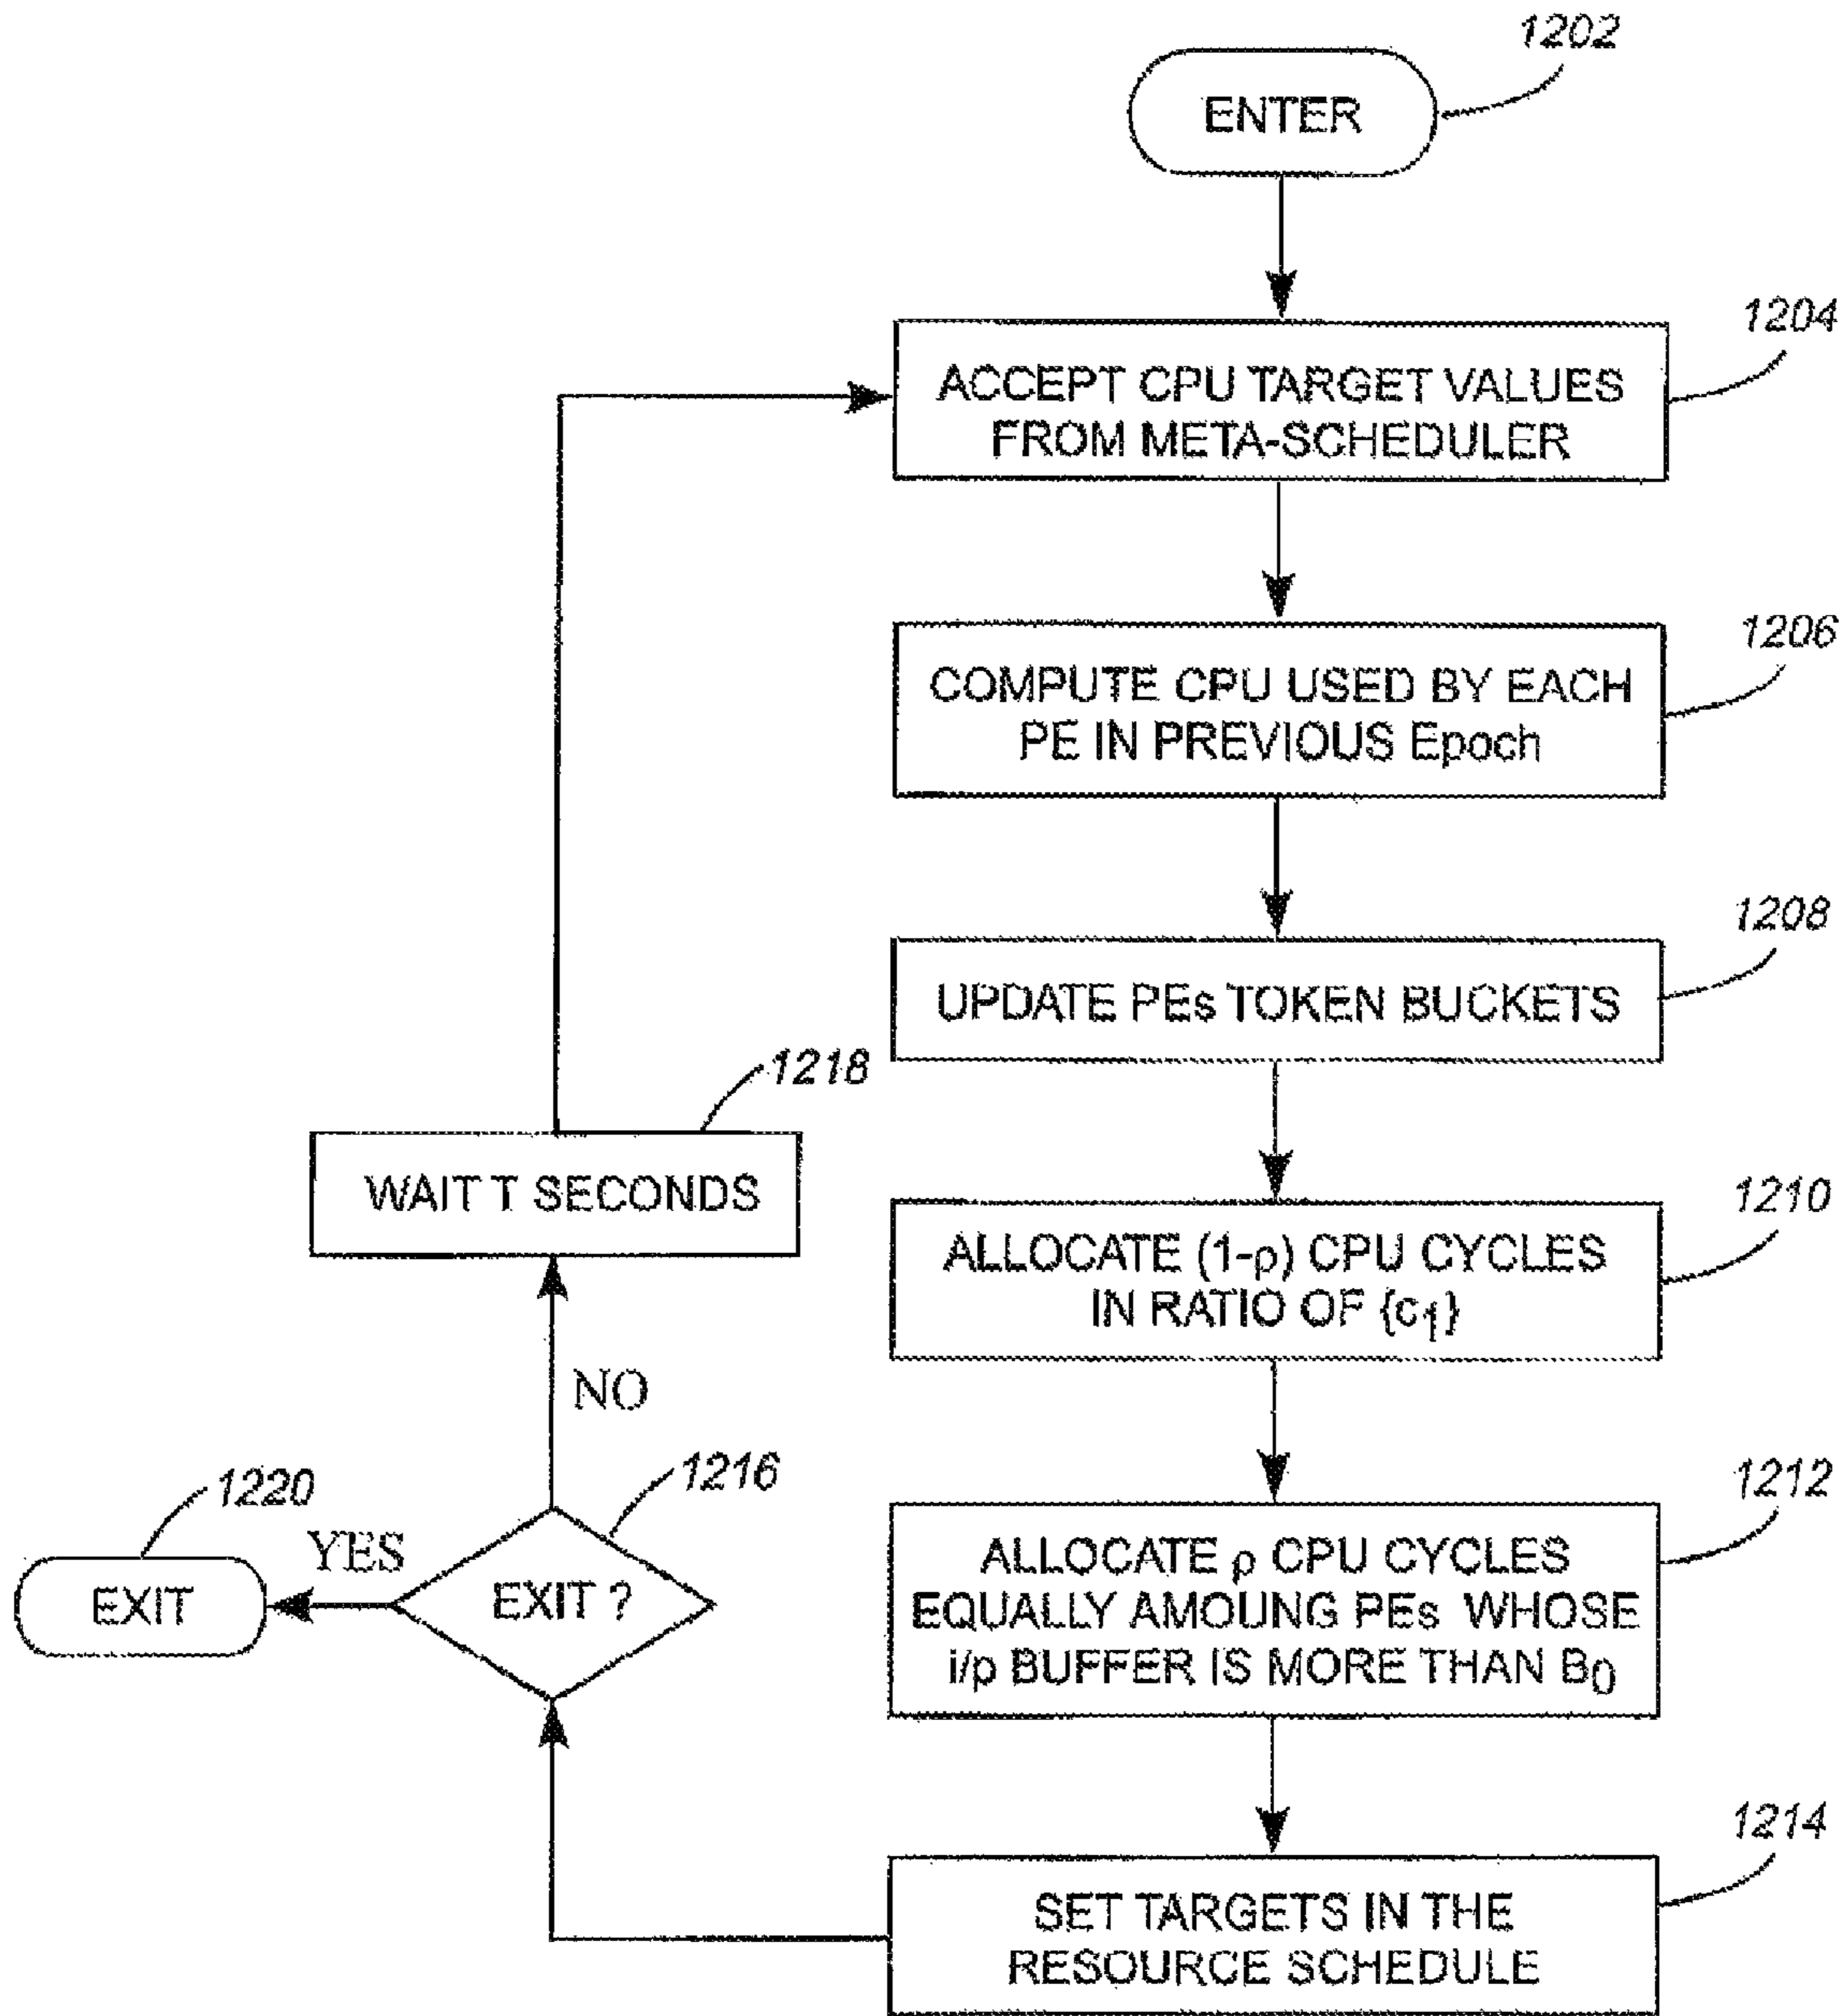 1202
ENTER
1204
ACCEPT CPU TARGET VALUES
FROM META-SCHEDULER
1206
COMPUTE CPU USED BY EACH
PE IN PREVIOUS Epoch
1208
UPDATE PEs TOKEN BUCKETS
1218
WAIT T SECONDS
1210
ALLOCATE (1-ρ) CPU CYCLES
IN RATIO OF {c1}
NO
1216
1220
YES
EXIT ?
EXIT
1212
ALLOCATE ρ CPU CYCLES
EQUALLY AMOUNG PEs WHOSE
i/p BUFFER IS MORE THAN B0
1214
SET TARGETS IN THE
RESOURCE SCHEDULE